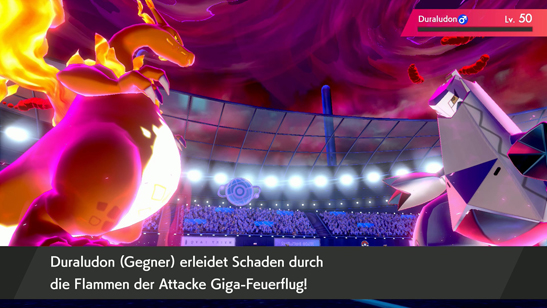 Duraludon♂ Lv. 50
Duraludon (Gegner) erleidet Schaden durch
die Flammen der Attacke Giga-Feuerflug!